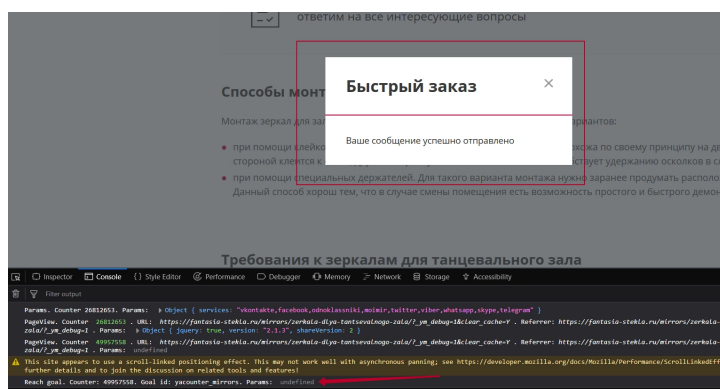 ответим на все интересующие вопросы
Быстрый заказ ×
Способы монт
Монтаж зеркал для зал риантов:
Ваше сообщение успешно отправлено
при помощи клейко хожа по своему принципу на дв
стороной клеится к ствует удержанию осколков в с
при помощи специальных держателей. Для такого варианта монтажа нужно заранее продумать располо
Данный способ хорош тем, что в случае смены помещения есть возможность простого и быстрого демон
Требования к зеркалам для танцевального зала
Inspector Console {} Style Editor Performance Debugger Memory Network Storage Accessibility
Filter output
Params. Counter 26812653. Params: Object { services: "vkontakte,facebook,odnoklassniki,moimir,twitter,viber,whatsapp,skype,telegram" }
PageView. Counter 26812653 . URL: https://fantasia-stekla.ru/mirrors/zerkala-dlya-tantsevalnogo-zala/?_ym_debug=1&clear_cache=Y . Referrer: https://fantasia-stekla.ru/mirrors/zerkala-
zala/?_ym_debug=1 . Params: Object { jquery: true, version: "2.1.3", shareVersion: 2 }
PageView. Counter 49957558 . URL: https://fantasia-stekla.ru/mirrors/zerkala-dlya-tantsevalnogo-zala/?_ym_debug=1&clear_cache=Y . Referrer: https://fantasia-stekla.ru/mirrors/zerkala-
zala/?_ym_debug=1 . Params: undefined
This site appears to use a scroll-linked positioning effect. This may not work well with asynchronous panning; see https://developer.mozilla.org/docs/Mozilla/Performance/ScrollLinkedEff
further details and to join the discussion on related tools and features!
Reach goal. Counter: 49957558. Goal id: yacounter_mirrors. Params: undefined